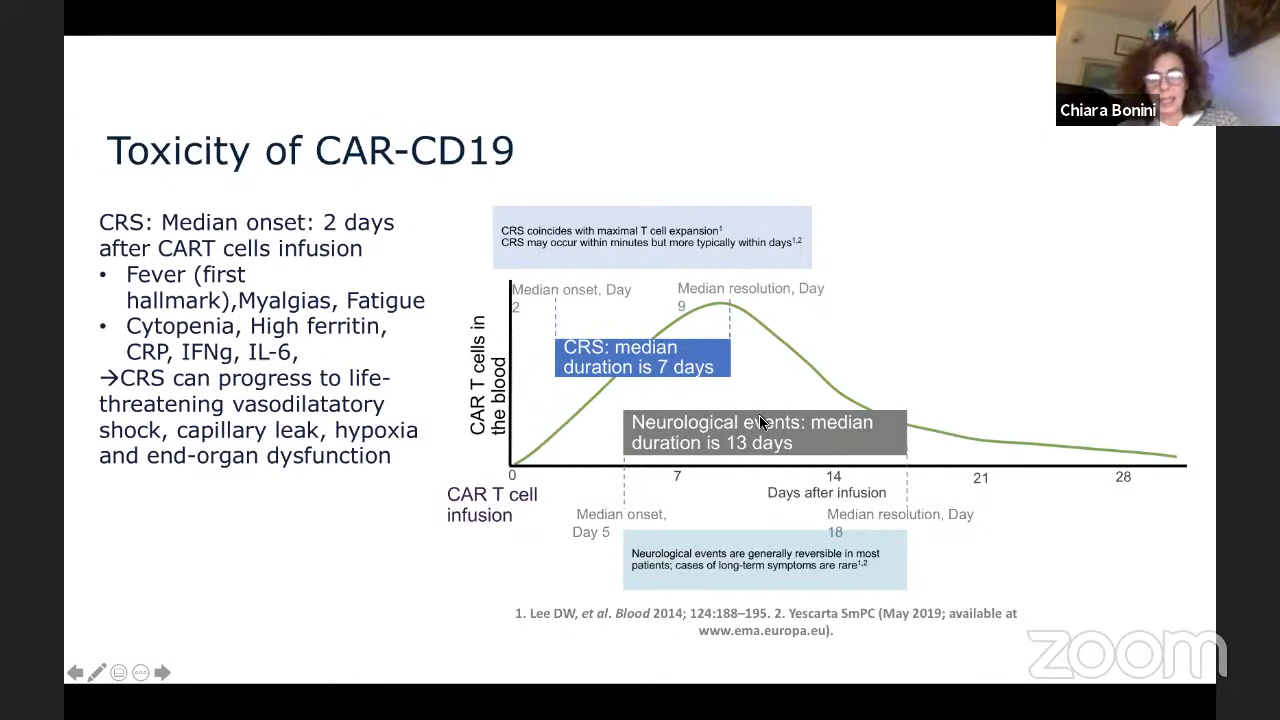 Chiara Bonini
Toxicity of CAR-CD19
CRS: Median onset: 2 days
after CART cells infusion
• Fever (first
hallmark),Myalgias, Fatigue
• Cytopenia, High ferritin,
CRP, IFNg, IL-6,
→CRS can progress to life-
threatening vasodilatatory
shock, capillary leak, hypoxia
and end-organ dysfunction
CRS coincides with maximal T cell expansion¹
CRS may occur within minutes but more typically within days¹,²
Median onset, Day
2
Median resolution, Day
9
CAR T cells in
the blood
CRS: median
duration is 7 days
Neurological events: median
duration is 13 days
0 7 14 21 28
CAR T cell
infusion
Days after infusion
Median onset,
Day 5
Median resolution, Day
18
Neurological events are generally reversible in most
patients; cases of long-term symptoms are rare¹,²
1. Lee DW, et al. Blood 2014; 124:188–195. 2. Yescarta SmPC (May 2019; available at
www.ema.europa.eu).
zoom